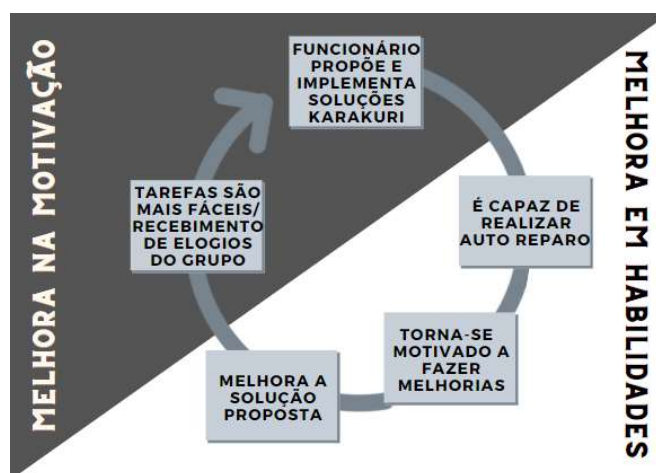 MELHORA NA MOTIVAÇÃO
FUNCIONÁRIO
PROPÕE E
IMPLEMENTA
SOLUÇÕES
KARAKURI
É CAPAZ DE
REALIZAR
AUTO REPARO
TORNA-SE
MOTIVADO A
FAZER
MELHORIAS
MELHORA A
SOLUÇÃO
PROPOSTA
TAREFAS SÃO
MAIS FÁCEIS/
RECEBIMENTO
DE ELOGIOS
DO GRUPO
MELHORA EM HABILIDADES